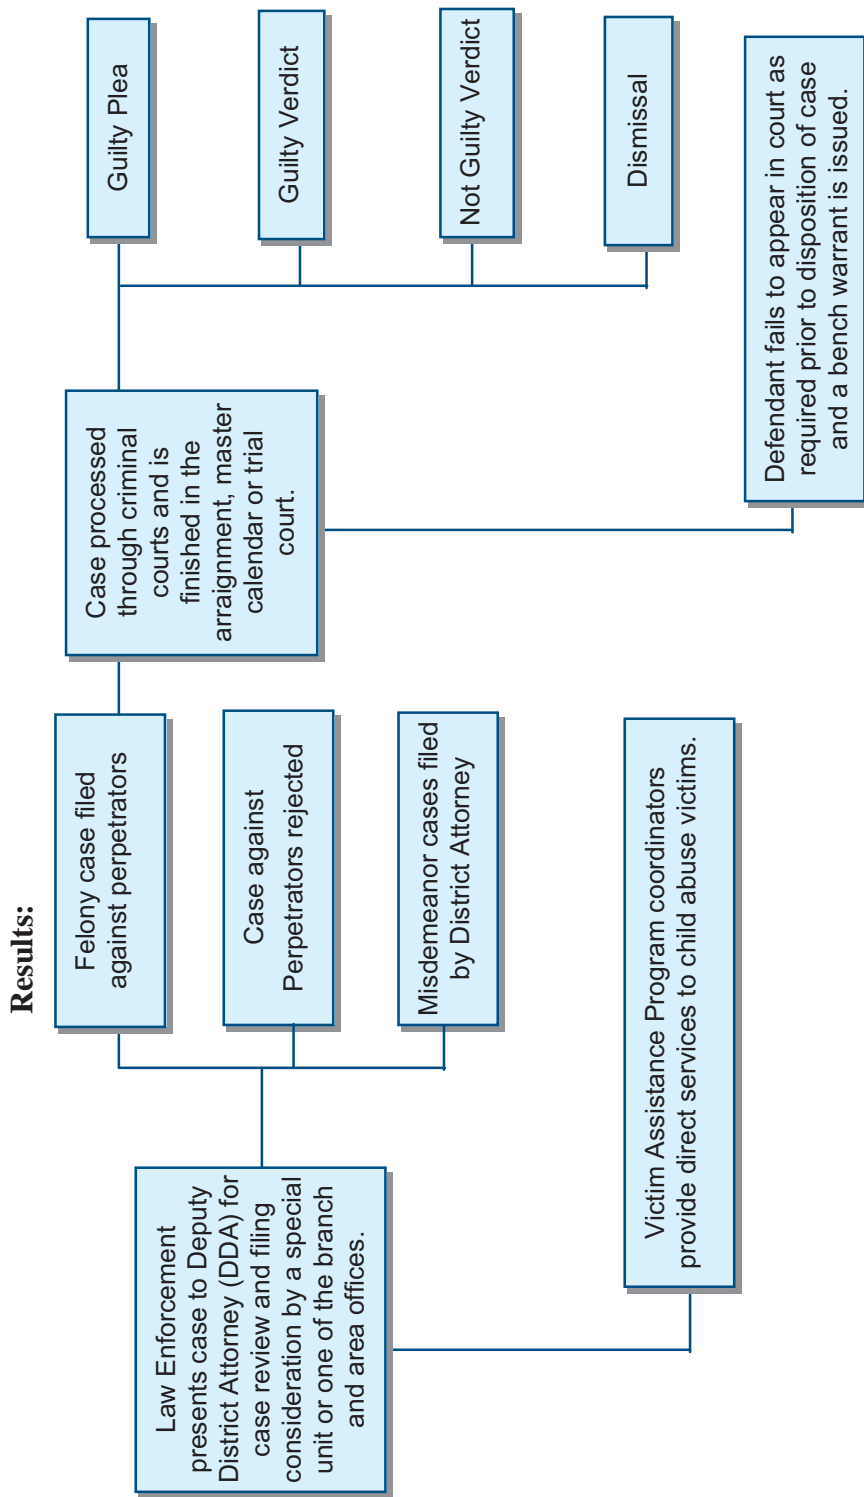 Results:
Law Enforcement
presents case to Deputy
District Attorney (DDA) for
case review and filing
consideration by a special
unit or one of the branch
and area offices.
Felony case filed
against perpetrators
Case against
Perpetrators rejected
Misdemeanor cases filed
by District Attorney
Victim Assistance Program coordinators
provide direct services to child abuse victims.
Case processed
through criminal
courts and is
finished in the
arraignment, master
calendar or trial
court.
Guilty Plea
Guilty Verdict
Not Guilty Verdict
Dismissal
Defendant fails to appear in court as
required prior to disposition of case
and a bench warrant is issued.